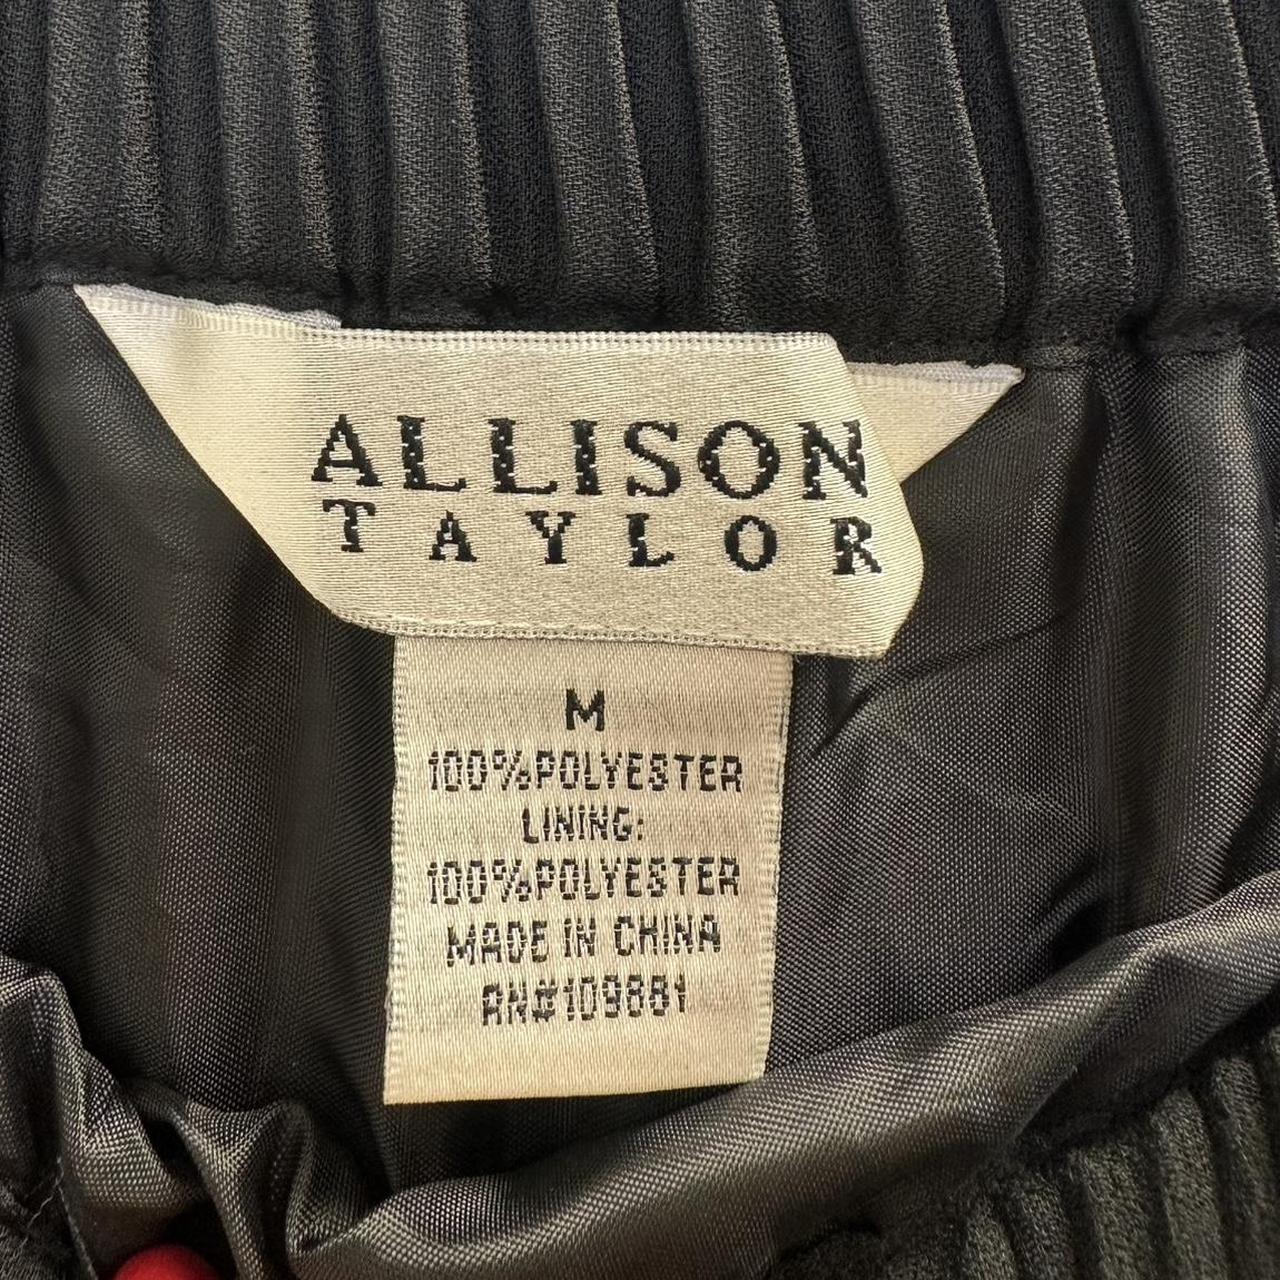 ALLISON
TAYLOR
M
100%POLYESTER
LINING:
100%POLYESTER
MADE IN CHINA
RN#109881